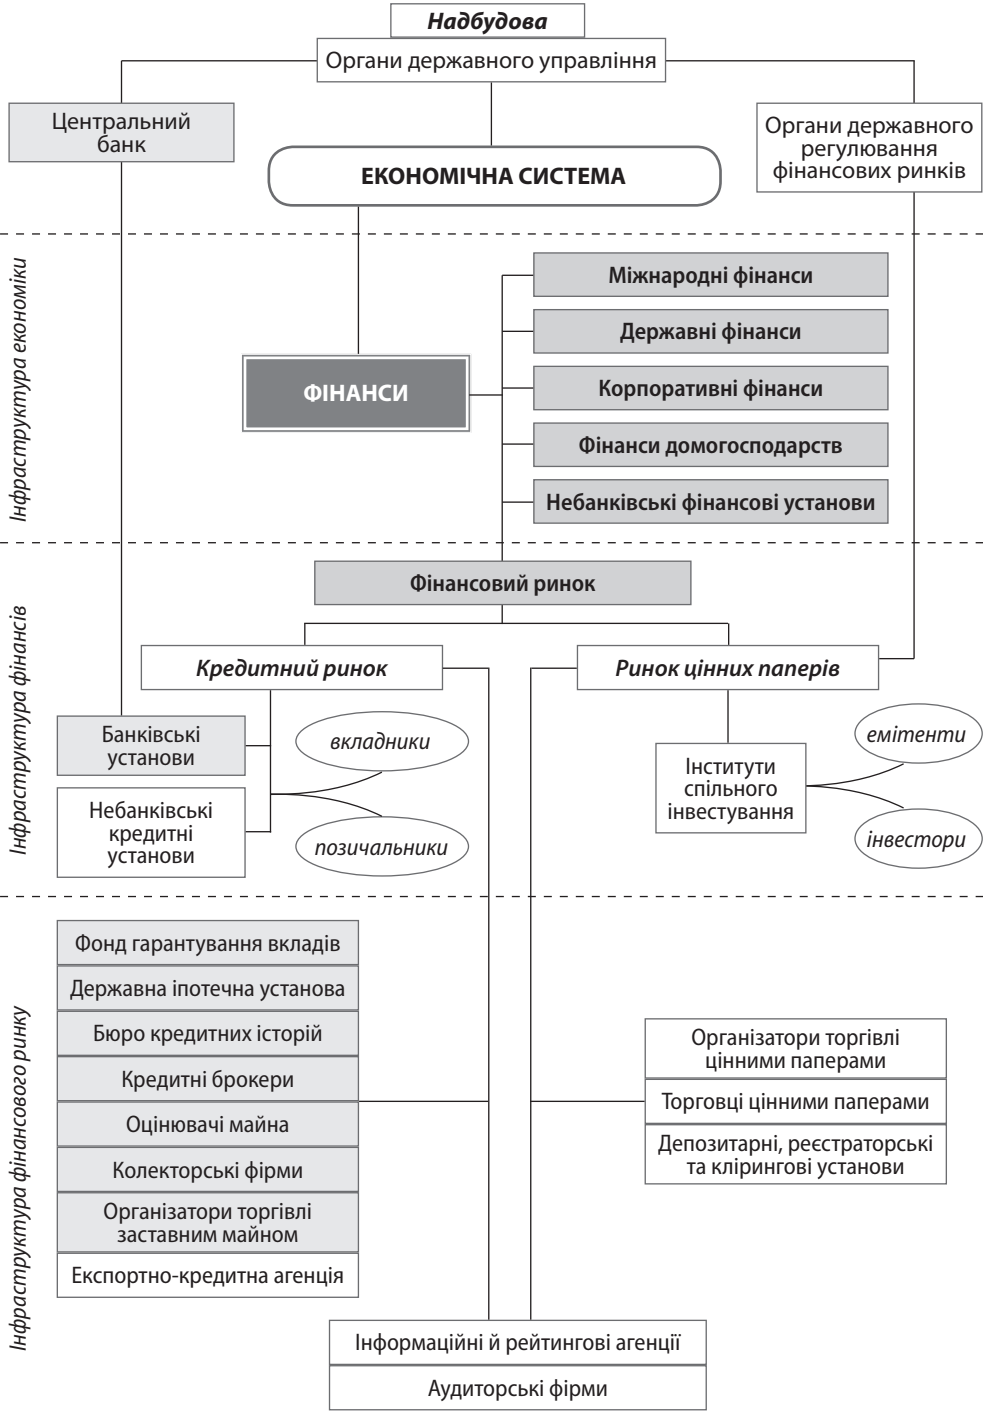 Надбудова
Органи державного управління
Центральний
банк
Органи державного
регулювання
фінансових ринків
ЕКОНОМІЧНА СИСТЕМА
Інфраструктура економіки
Міжнародні фінанси
Державні фінанси
ФІНАНСИ
Корпоративні фінанси
Фінанси домогосподарств
Небанківські фінансові установи
Інфраструктура фінансів
Фінансовий ринок
Кредитний ринок
Ринок цінних паперів
Банківські
установи
вкладники
Небанківські
кредитні
установи
позичальники
Інститути
спільного
інвестування
емітенти
інвестори
Інфраструктура фінансового ринку
Фонд гарантування вкладів
Державна іпотечна установа
Бюро кредитних історій
Кредитні брокери
Оцінювачі майна
Колекторські фірми
Організатори торгівлі
заставним майном
Експортно-кредитна агенція
Організатори торгівлі
цінними паперами
Торговці цінними паперами
Депозитарні, реєстраторські
та клірингові установи
Інформаційні й рейтингові агенції
Аудиторські фірми